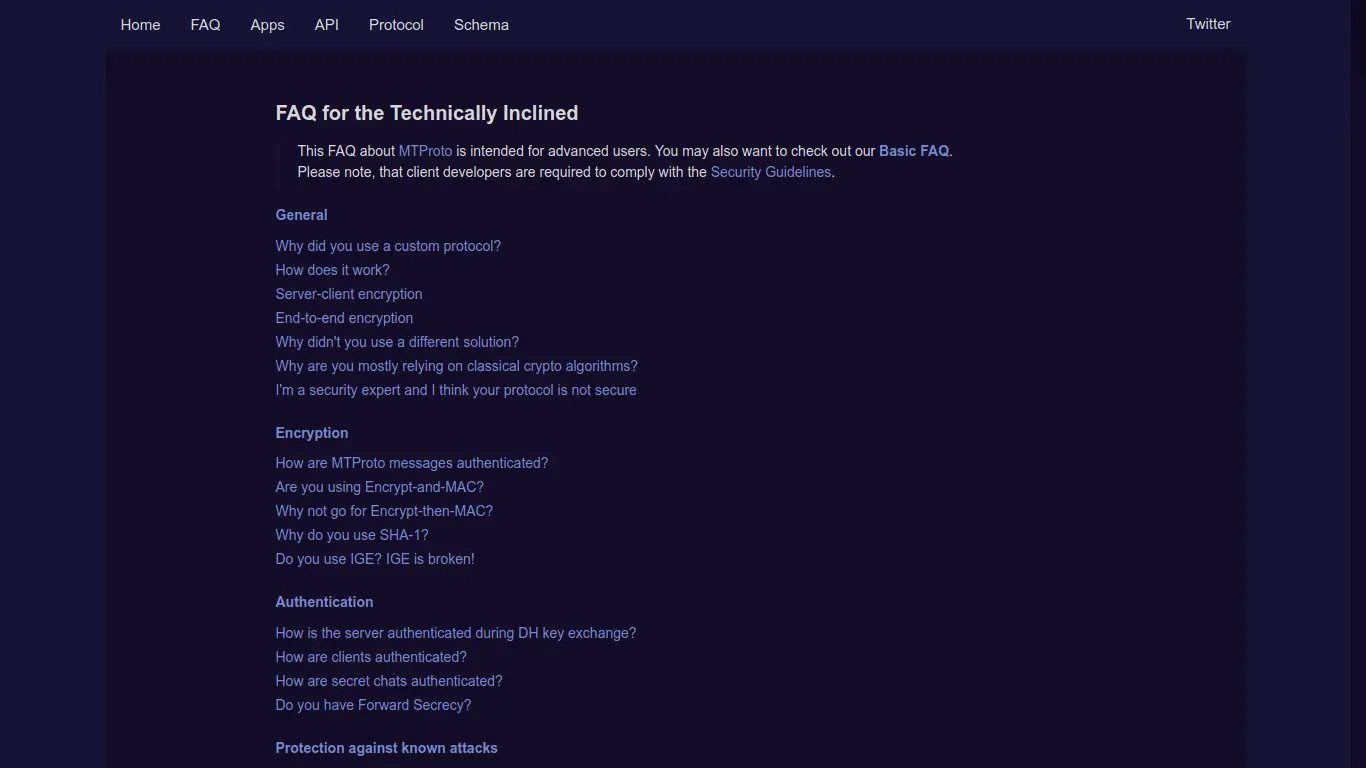 Home FAQ Apps API Protocol Schema Twitter
FAQ for the Technically Inclined
This FAQ about MTProto is intended for advanced users. You may also want to check out our Basic FAQ.
Please note, that client developers are required to comply with the Security Guidelines.
General
Why did you use a custom protocol?
How does it work?
Server-client encryption
End-to-end encryption
Why didn't you use a different solution?
Why are you mostly relying on classical crypto algorithms?
I'm a security expert and I think your protocol is not secure
Encryption
How are MTProto messages authenticated?
Are you using Encrypt-and-MAC?
Why not go for Encrypt-then-MAC?
Why do you use SHA-1?
Do you use IGE? IGE is broken!
Authentication
How is the server authenticated during DH key exchange?
How are clients authenticated?
How are secret chats authenticated?
Do you have Forward Secrecy?
Protection against known attacks